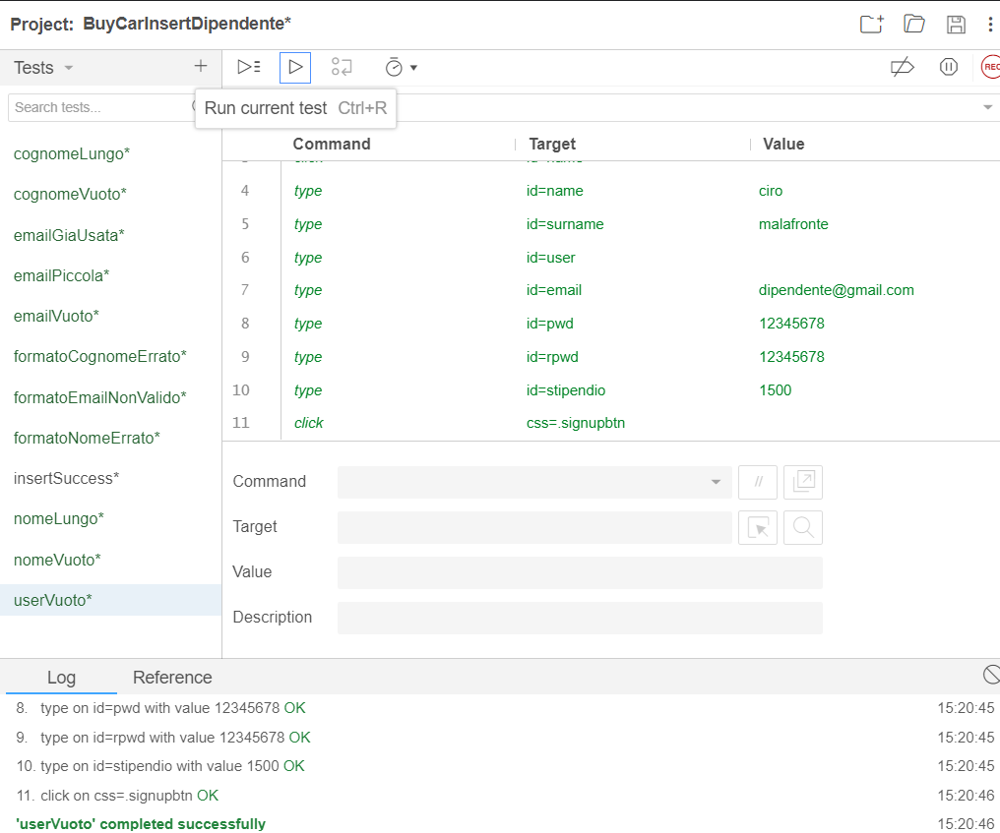 Project: BuyCarInsertDipendente*
Tests
Search tests...
Run current test Ctrl+R
Command Target Value
click id=name
4 type id=name ciro
5 type id=surname malafronte
6 type id=user
7 type id=email dipendente@gmail.com
8 type id=pwd 12345678
9 type id=rpwd 12345678
10 type id=stipendio 1500
11 click css=.signupbtn
cognomeLungo*
cognomeVuoto*
emailGiaUsata*
emailPiccola*
emailVuoto*
formatoCognomeErrato*
formatoEmailNonValido*
formatoNomeErrato*
insertSuccess*
nomeLungo*
nomeVuoto*
userVuoto*
REC
Command //
Target
Value
Description
Log Reference
8. type on id=pwd with value 12345678 OK 15:20:45
9. type on id=rpwd with value 12345678 OK 15:20:45
10. type on id=stipendio with value 1500 OK 15:20:45
11. click on css=.signupbtn OK 15:20:46
'userVuoto' completed successfully 15:20:46